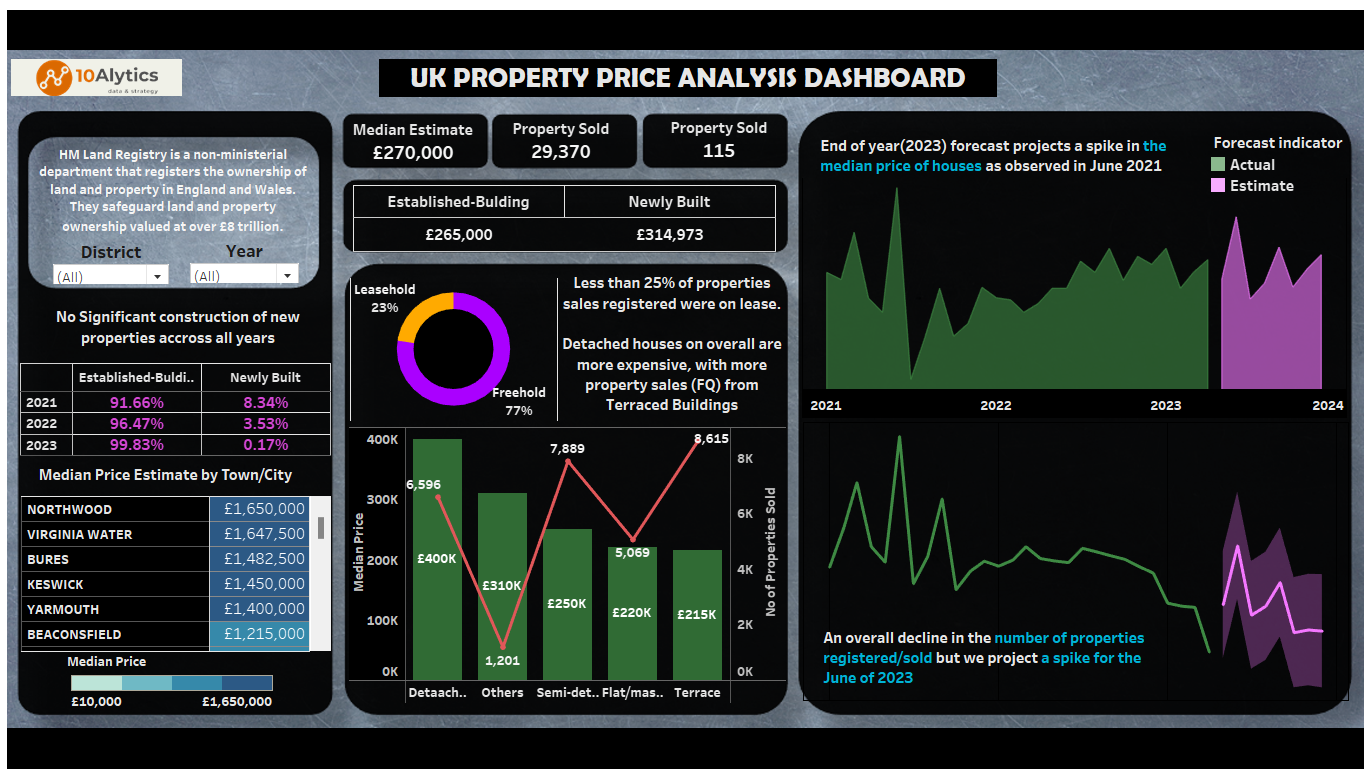 10Alytics
data & strategy
UK PROPERTY PRICE ANALYSIS DASHBOARD
HM Land Registry is a non-ministerial
department that registers the ownership of
land and property in England and Wales.
They safeguard land and property
ownership valued at over £8 trillion.
District
Year
(All)
(All)
No Significant construction of new
properties accross all years
Established-Buldi..
Newly Built
2021 91.66% 8.34%
2022 96.47% 3.53%
2023 99.83% 0.17%
Median Price Estimate by Town/City
NORTHWOOD £1,650,000
VIRGINIA WATER £1,647,500
BURES £1,482,500
KESWICK £1,450,000
YARMOUTH £1,400,000
BEACONSFIELD £1,215,000
Median Price
£10,000 £1,650,000
Median Estimate
£270,000
Property Sold
29,370
Property Sold
115
Established-Bulding
Newly Built
£265,000
£314,973
Leasehold
23%
Freehold
77%
Less than 25% of properties
sales registered were on lease.
Detached houses on overall are
more expensive, with more
property sales (FQ) from
Terraced Buildings
Median Price
400K
300K
200K
100K
0K
6,596
1,201
7,889
5,069
8,615
£400K
£310K
£250K
£220K
£215K
8K
6K
4K
2K
0K
No of Properties Sold
Detaach..
Others
Semi-det..
Flat/mas..
Terrace
End of year(2023) forecast projects a spike in the
median price of houses as observed in June 2021
Forecast indicator
Actual
Estimate
2021 2022 2023 2024
An overall decline in the number of properties
registered/sold but we project a spike for the
June of 2023